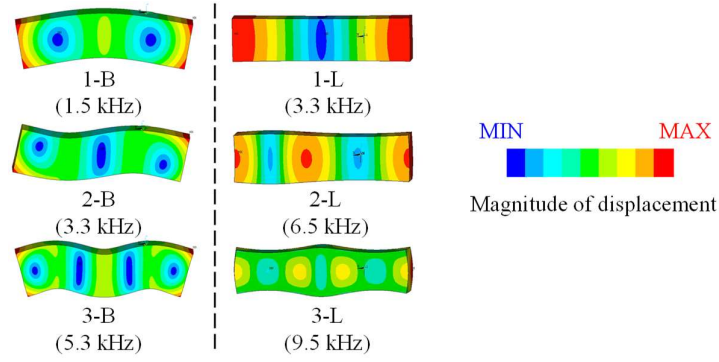 1-B
(1.5 kHz)
1-L
(3.3 kHz)
2-B
(3.3 kHz)
2-L
(6.5 kHz)
3-B
(5.3 kHz)
3-L
(9.5 kHz)
MIN
MAX
Magnitude of displacement